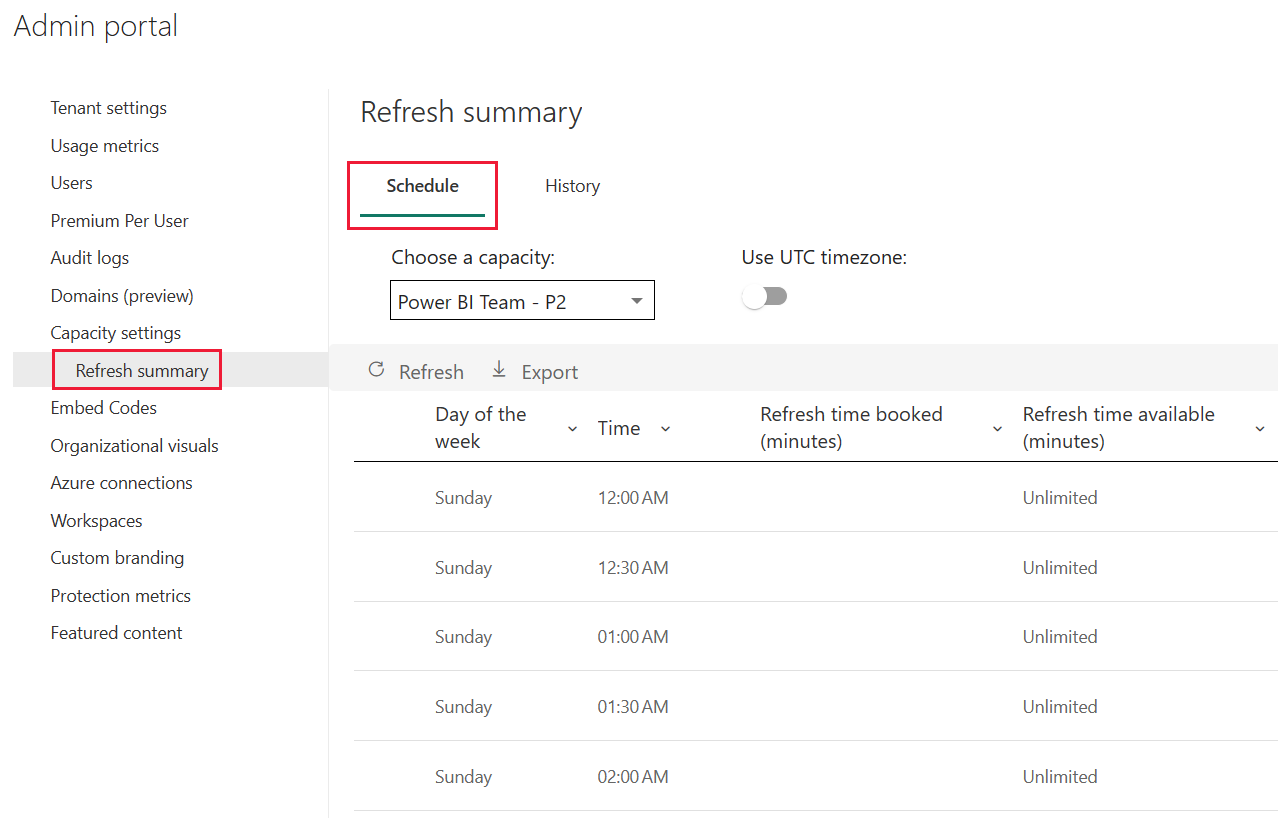 Admin portal
Tenant settings
Usage metrics
Users
Premium Per User
Audit logs
Domains (preview)
Capacity settings
Refresh summary
Embed Codes
Organizational visuals
Azure connections
Workspaces
Custom branding
Protection metrics
Featured content
Refresh summary
Schedule
History
Choose a capacity:
Use UTC timezone:
Power BI Team - P2
Refresh
Export
Day of the
week
Time
Refresh time booked
(minutes)
Refresh time available
(minutes)
Sunday 12:00 AM Unlimited
Sunday 12:30 AM Unlimited
Sunday 01:00 AM Unlimited
Sunday 01:30 AM Unlimited
Sunday 02:00 AM Unlimited